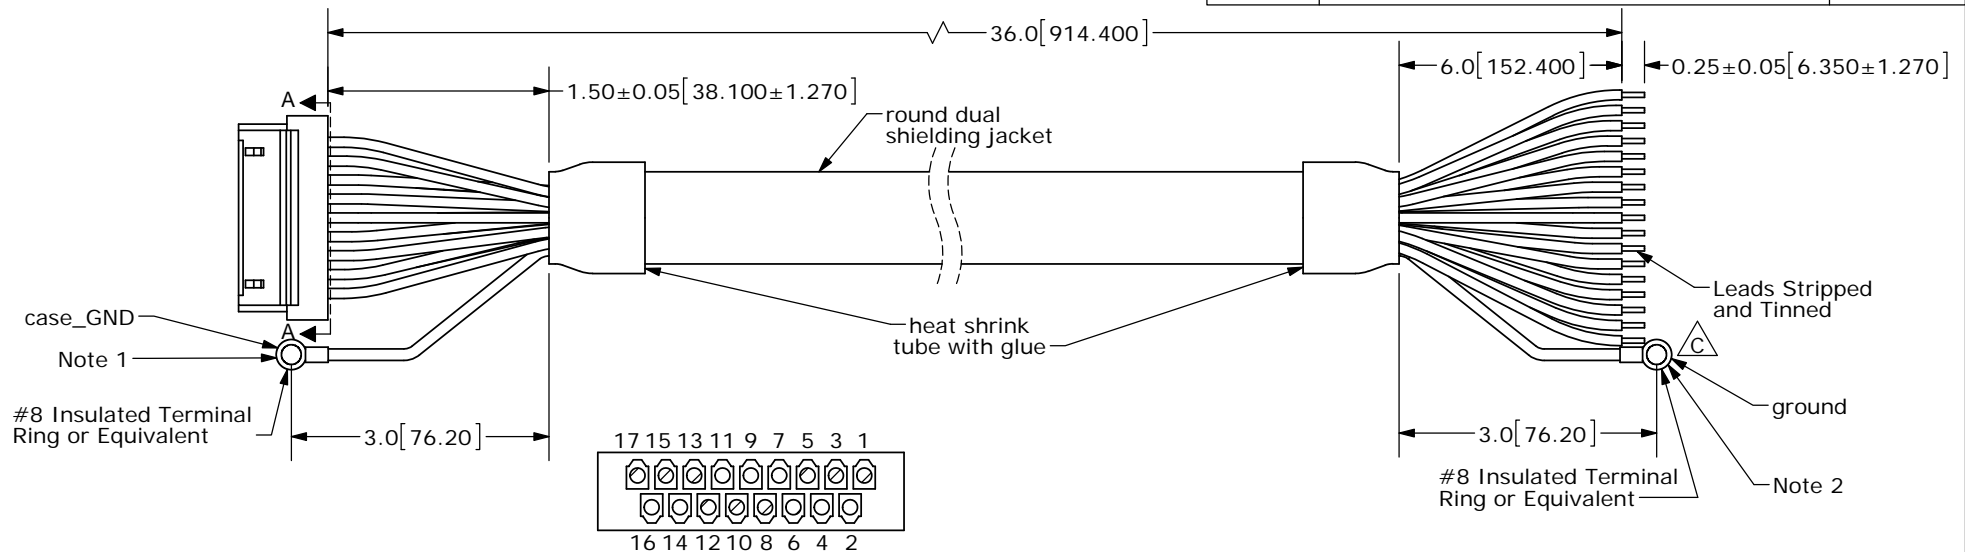 36.0[914.400]
6.0[152.400]
0.25±0.05[6.350±1.270]
1.50±0.05[38.100±1.270]
A
round dual
shielding jacket
case_GND
A
Note 1
#8 Insulated Terminal
Ring or Equivalent
3.0[76.20]
heat shrink
tube with glue
Leads Stripped
and Tinned
C
ground
3.0[76.20]
#8 Insulated Terminal
Ring or Equivalent
Note 2
17 15 13 11 9 7 5 3 1
16 14 12 10 8 6 4 2